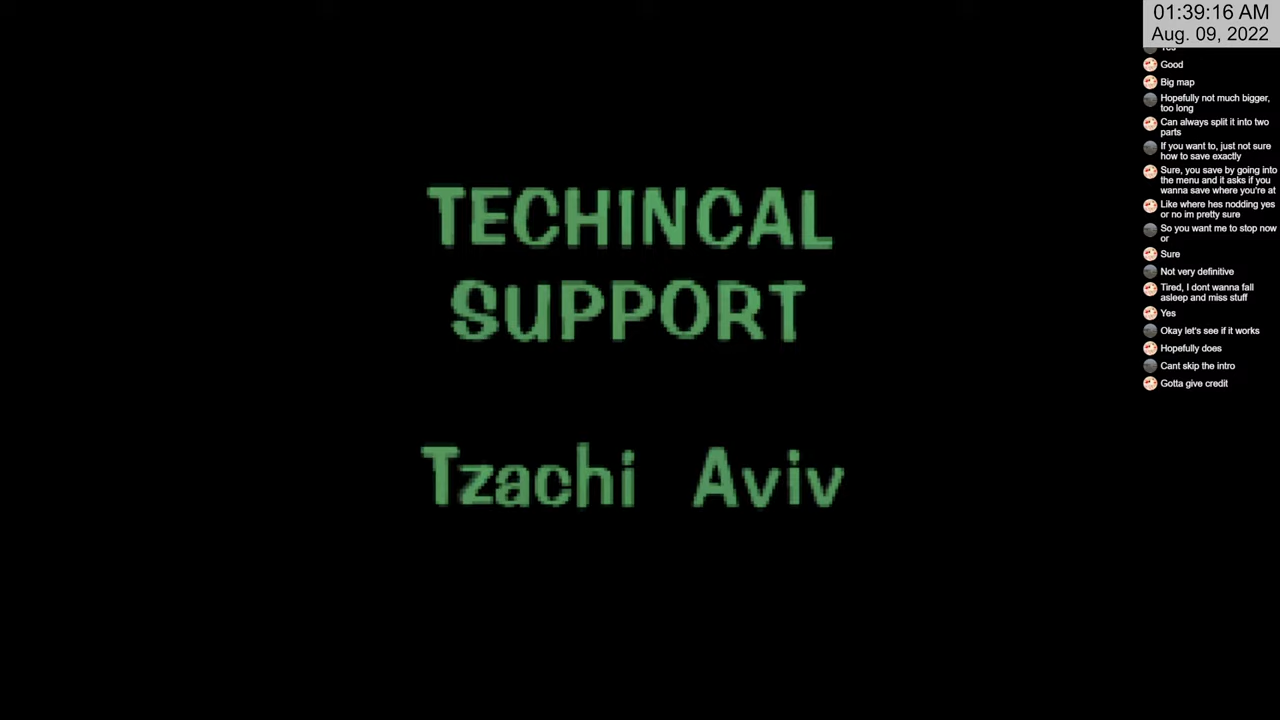 01:39:16 AM
Aug. 09, 2022
Yes
Good
Big map
Hopefully not much bigger,
too long
Can always split it into two
parts
If you want to, just not sure
how to save exactly
Sure, you save by going into
the menu and it asks if you
wanna save where you're at
Like where hes nodding yes
or no im pretty sure
So you want me to stop now
or
Sure
Not very definitive
Tired, I dont wanna fall
asleep and miss stuff
Yes
Okay let's see if it works
Hopefully does
Cant skip the intro
Gotta give credit
TECHINCAL
SUPPORT
Tzachi Aviv